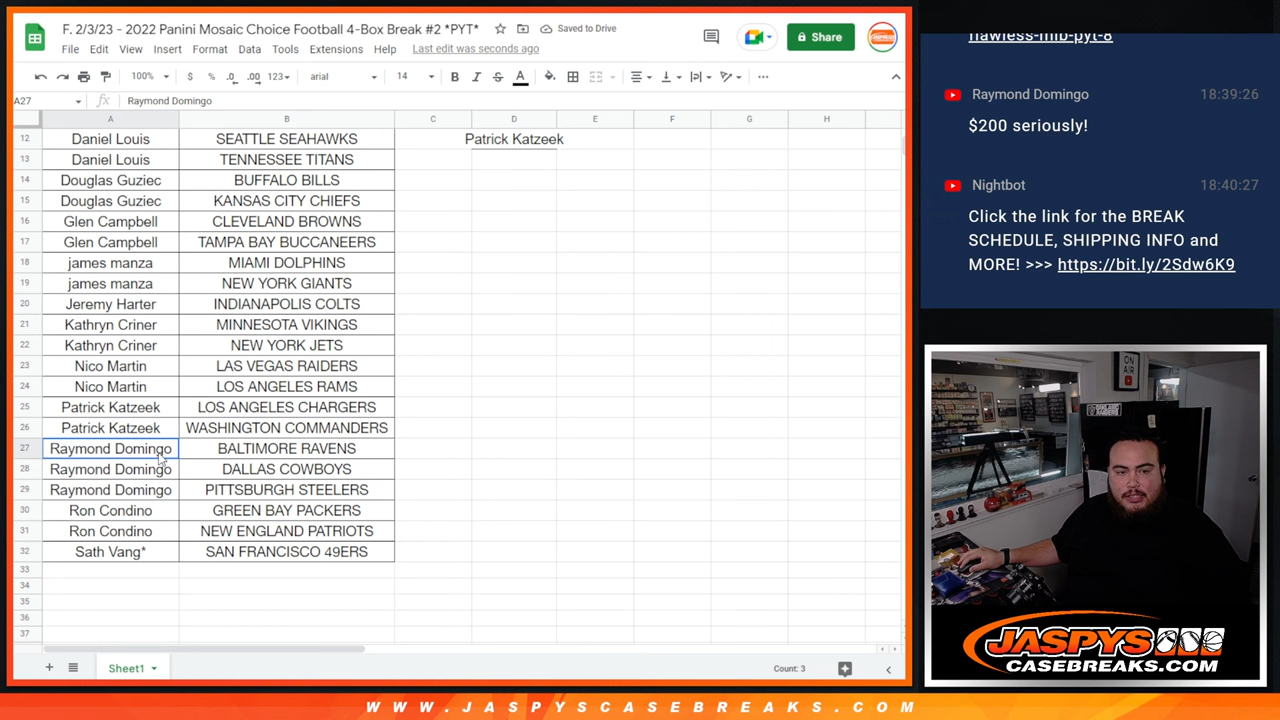 F. 2/3/23 - 2022 Panini Mosaic Choice Football 4-Box Break #2 *PYT*
Saved to Drive
File Edit View Insert Format Data Tools Extensions Help Last edit was seconds ago
Share
100% $ % .0 .00 123 arial 14 B I S A
A27 fx Raymond Domingo
A B C D E F G H
12 Daniel Louis SEATTLE SEAHAWKS Patrick Katzeek
13 Daniel Louis TENNESSEE TITANS
14 Douglas Guziec BUFFALO BILLS
15 Douglas Guziec KANSAS CITY CHIEFS
16 Glen Campbell CLEVELAND BROWNS
17 Glen Campbell TAMPA BAY BUCCANEERS
18 james manza MIAMI DOLPHINS
19 james manza NEW YORK GIANTS
20 Jeremy Harter INDIANAPOLIS COLTS
21 Kathryn Criner MINNESOTA VIKINGS
22 Kathryn Criner NEW YORK JETS
23 Nico Martin LAS VEGAS RAIDERS
24 Nico Martin LOS ANGELES RAMS
25 Patrick Katzeek LOS ANGELES CHARGERS
26 Patrick Katzeek WASHINGTON COMMANDERS
27 Raymond Domingo BALTIMORE RAVENS
28 Raymond Domingo DALLAS COWBOYS
29 Raymond Domingo PITTSBURGH STEELERS
30 Ron Condino GREEN BAY PACKERS
31 Ron Condino NEW ENGLAND PATRIOTS
32 Sath Vang* SAN FRANCISCO 49ERS
33
34
35
36
37
Sheet1
Count: 3
Raymond Domingo 18:39:26
$200 seriously!
Nightbot 18:40:27
Click the link for the BREAK
SCHEDULE, SHIPPING INFO and
MORE! >>> https://bit.ly/2Sdw6K9
ON
AIR
JASPYS
CASEBREAKS.COM
WWW.JASPYSCASEBREAKS.COM